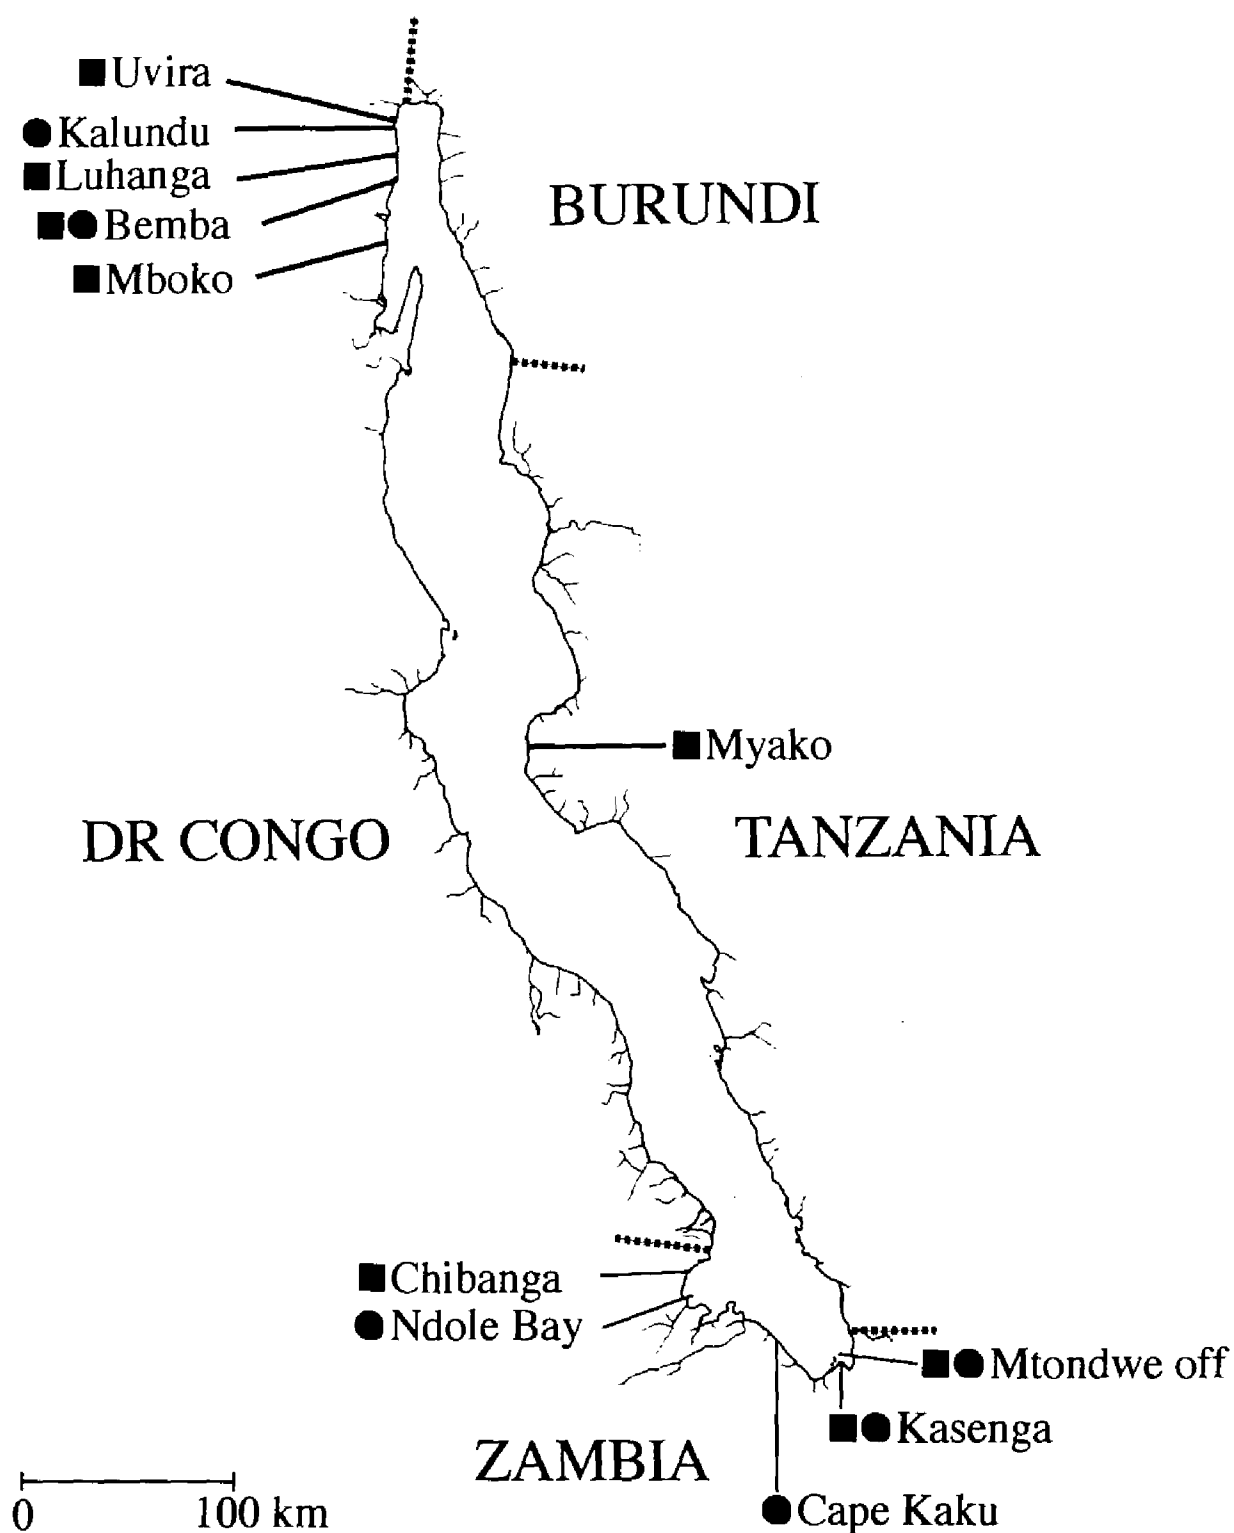 Uvira
Kalundu
Luhanga
Bemba
Mboko
BURUNDI
Myako
DR CONGO
TANZANIA
Chibanga
Ndole Bay
Mtondwe off
Kasenga
ZAMBIA
0 100 km
Cape Kaku